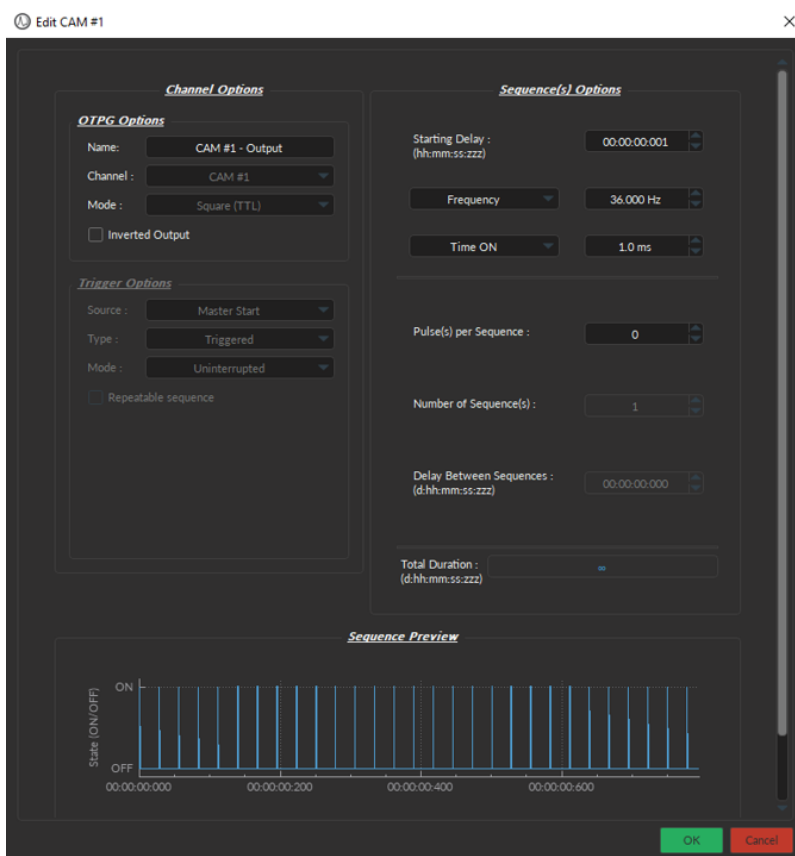 Edit CAM #1
Channel Options
OTPG Options
Name: CAM #1 - Output
Channel : CAM #1
Mode : Square (TTL)
Inverted Output
Trigger Options
Source : Master Start
Type : Triggered
Mode : Uninterrupted
Repeatable sequence
Sequence(s) Options
Starting Delay : 00:00:00:001
(hh:mm:ss:zzz)
Frequency 36.000 Hz
Time ON 1.0 ms
Pulse(s) per Sequence : 0
Number of Sequence(s) : 1
Delay Between Sequences : 00:00:00:000
(d:hh:mm:ss:zzz)
Total Duration : ∞
(d:hh:mm:ss:zzz)
Sequence Preview
State (ON/OFF)
ON
OFF
00:00:00:000 00:00:00:200 00:00:00:400 00:00:00:600
OK Cancel